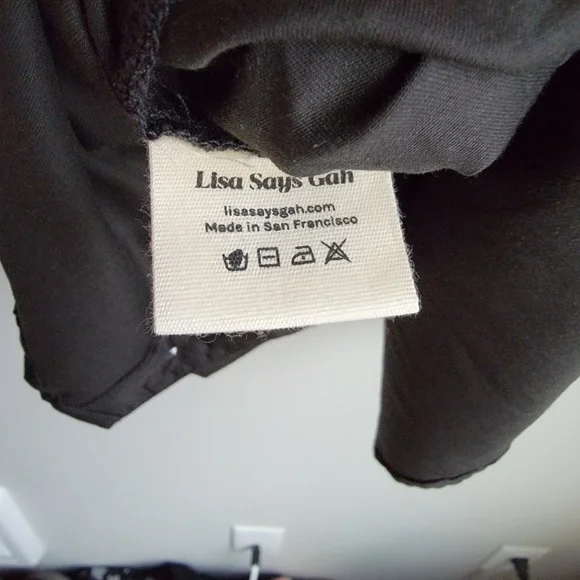 Lisa Says Gah
lisasaysgah.com
Made in San Francisco